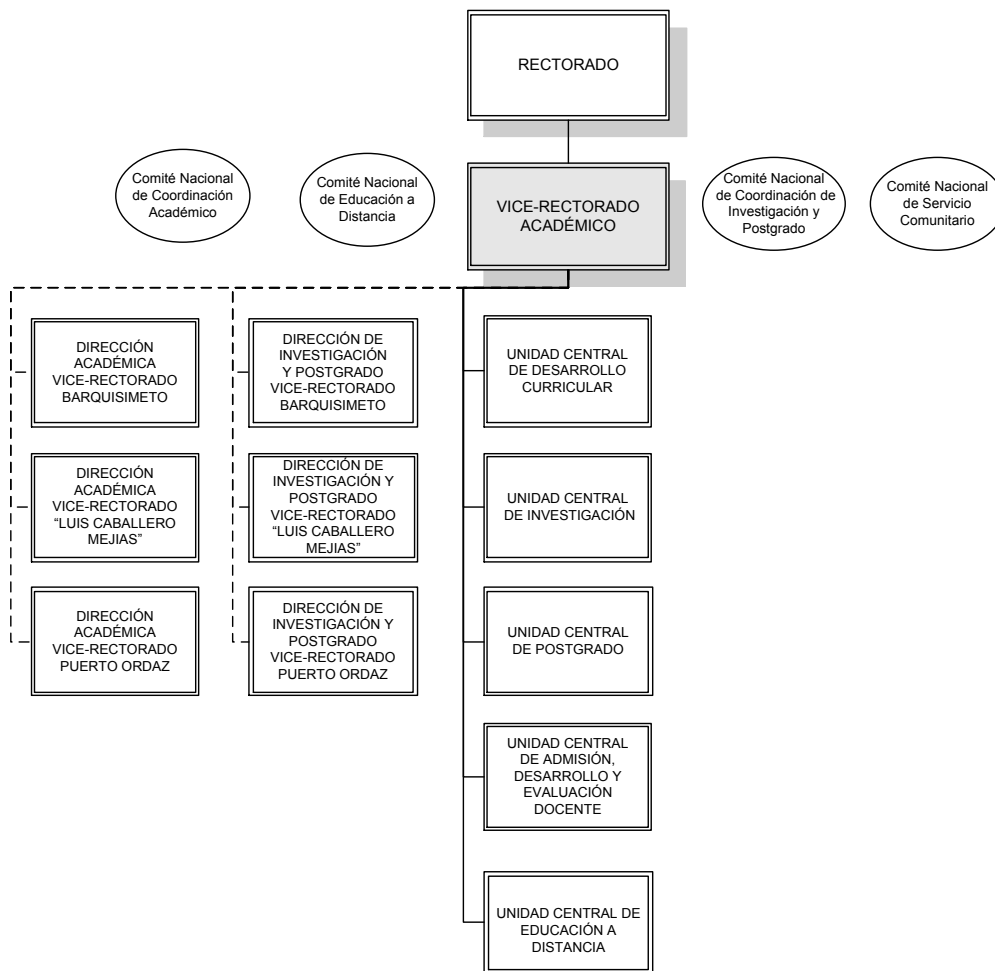 RECTORADO
Comité Nacional
de Coordinación
Académico
Comité Nacional
de Educación a
Distancia
VICE-RECTORADO
ACADÉMICO
Comité Nacional
de Coordinación de
Investigación y
Postgrado
Comité Nacional
de Servicio
Comunitario
DIRECCIÓN
ACADÉMICA
VICE-RECTORADO
BARQUISIMETO
DIRECCIÓN DE
INVESTIGACIÓN
Y POSTGRADO
VICE-RECTORADO
BARQUISIMETO
UNIDAD CENTRAL
DE DESARROLLO
CURRICULAR
DIRECCIÓN
ACADÉMICA
VICE-RECTORADO
“LUIS CABALLERO
MEJIAS”
DIRECCIÓN DE
INVESTIGACIÓN Y
POSTGRADO
VICE-RECTORADO
“LUIS CABALLERO
MEJIAS”
UNIDAD CENTRAL
DE INVESTIGACIÓN
DIRECCIÓN
ACADÉMICA
VICE-RECTORADO
PUERTO ORDAZ
DIRECCIÓN DE
INVESTIGACIÓN Y
POSTGRADO
VICE-RECTORADO
PUERTO ORDAZ
UNIDAD CENTRAL
DE POSTGRADO
UNIDAD CENTRAL
DE ADMISIÓN,
DESARROLLO Y
EVALUACIÓN
DOCENTE
UNIDAD CENTRAL DE
EDUCACIÓN A
DISTANCIA